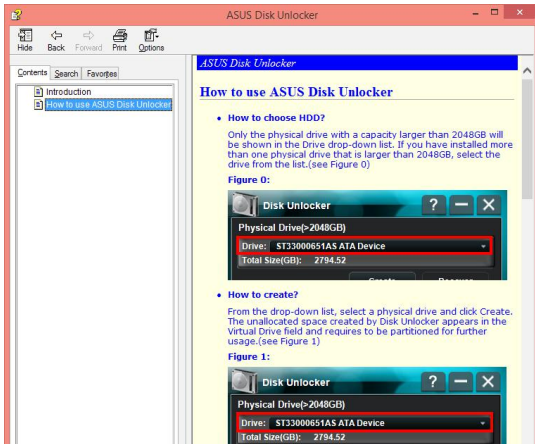 ASUS Disk Unlocker
Hide Back Forward Print Options
Contents Search Favorites
Introduction
How to use ASUS Disk Unlocker
ASUS Disk Unlocker
How to use ASUS Disk Unlocker
• How to choose HDD?
Only the physical drive with a capacity larger than 2048GB will
be shown in the Drive drop-down list. If you have installed more
than one physical drive that is larger than 2048GB, select the
drive from the list.(see Figure 0)
Figure 0:
Disk Unlocker ? — X
Physical Drive(>2048GB)
Drive: ST33000651AS ATA Device
Total Size(GB): 2794.52
• How to create?
From the drop-down list, select a physical drive and click Create.
The unallocated space created by Disk Unlocker appears in the
Virtual Drive field and requires to be partitioned for further
usage.(see Figure 1)
Figure 1:
Disk Unlocker ? — X
Physical Drive(>2048GB)
Drive: ST33000651AS ATA Device
Total Size(GB): 2794.52